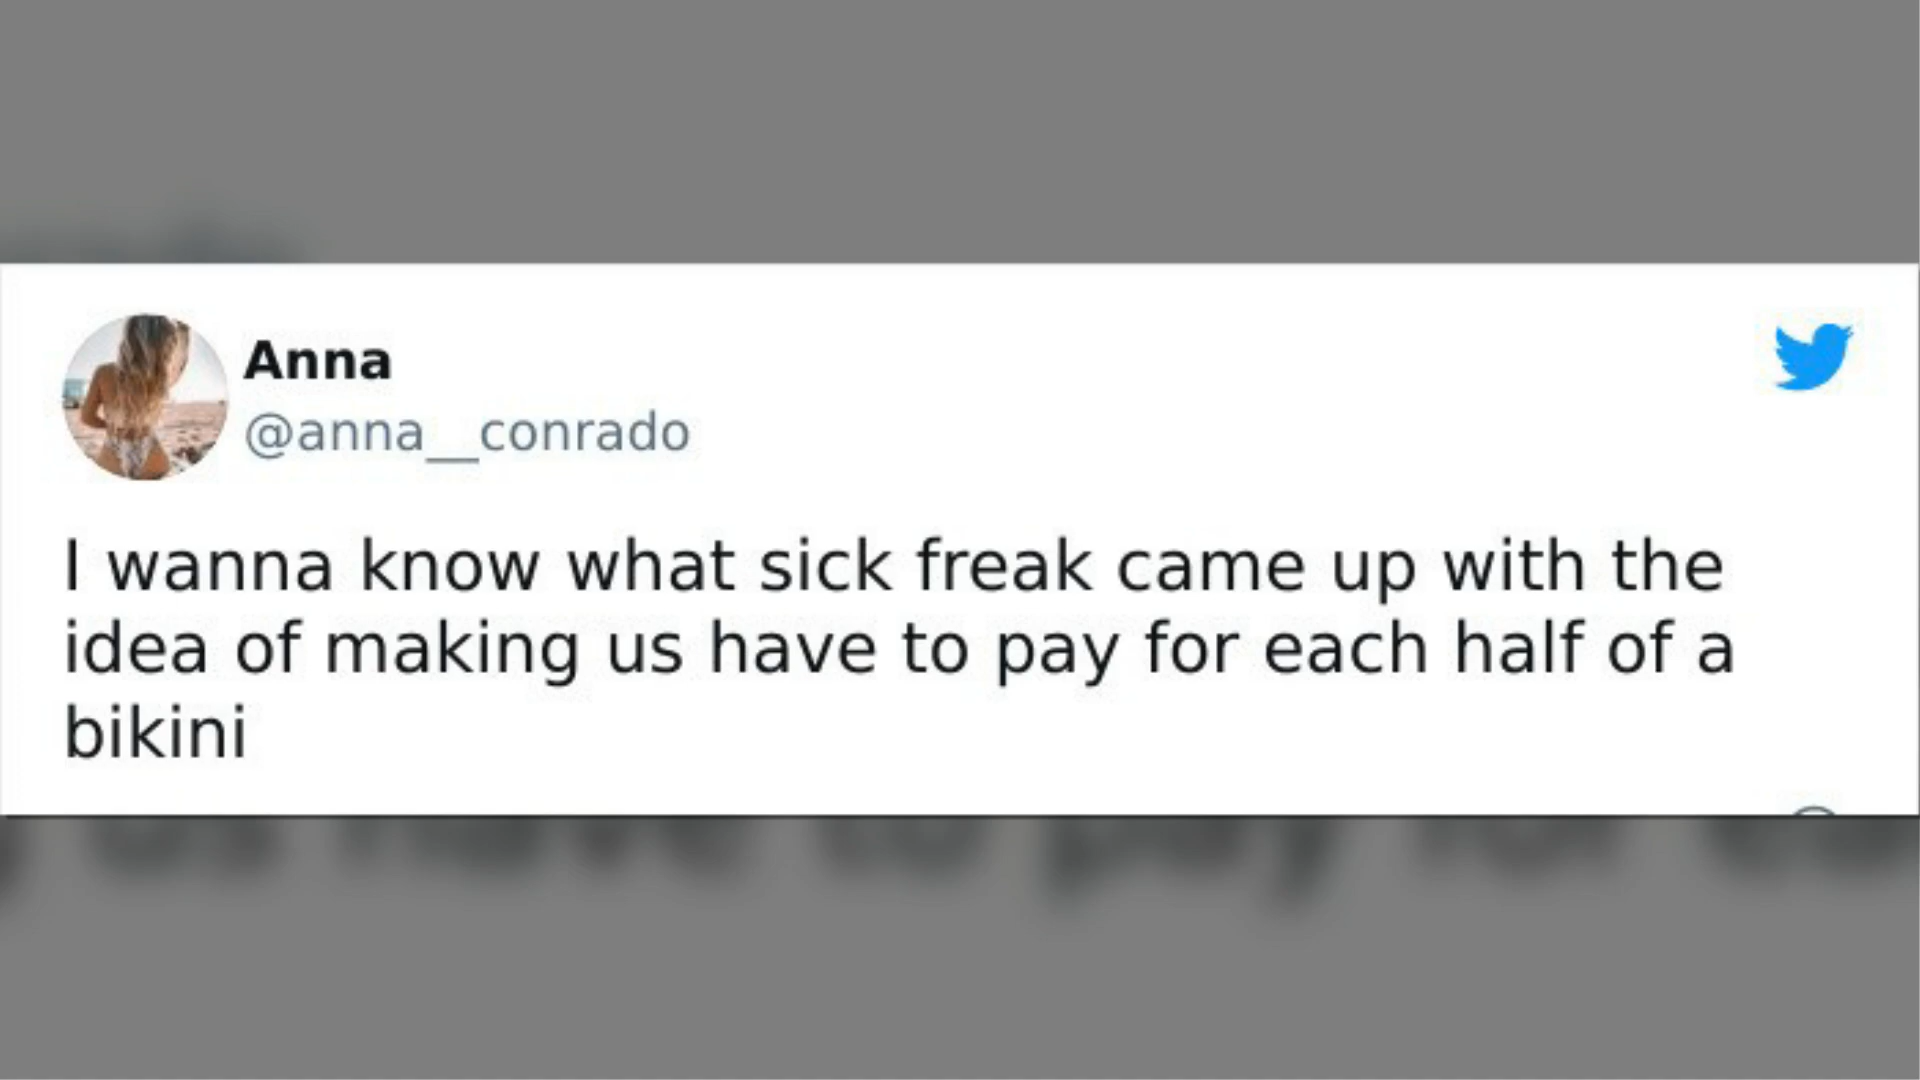 Anna
@anna__conrado
I wanna know what sick freak came up with the
idea of making us have to pay for each half of a
bikini